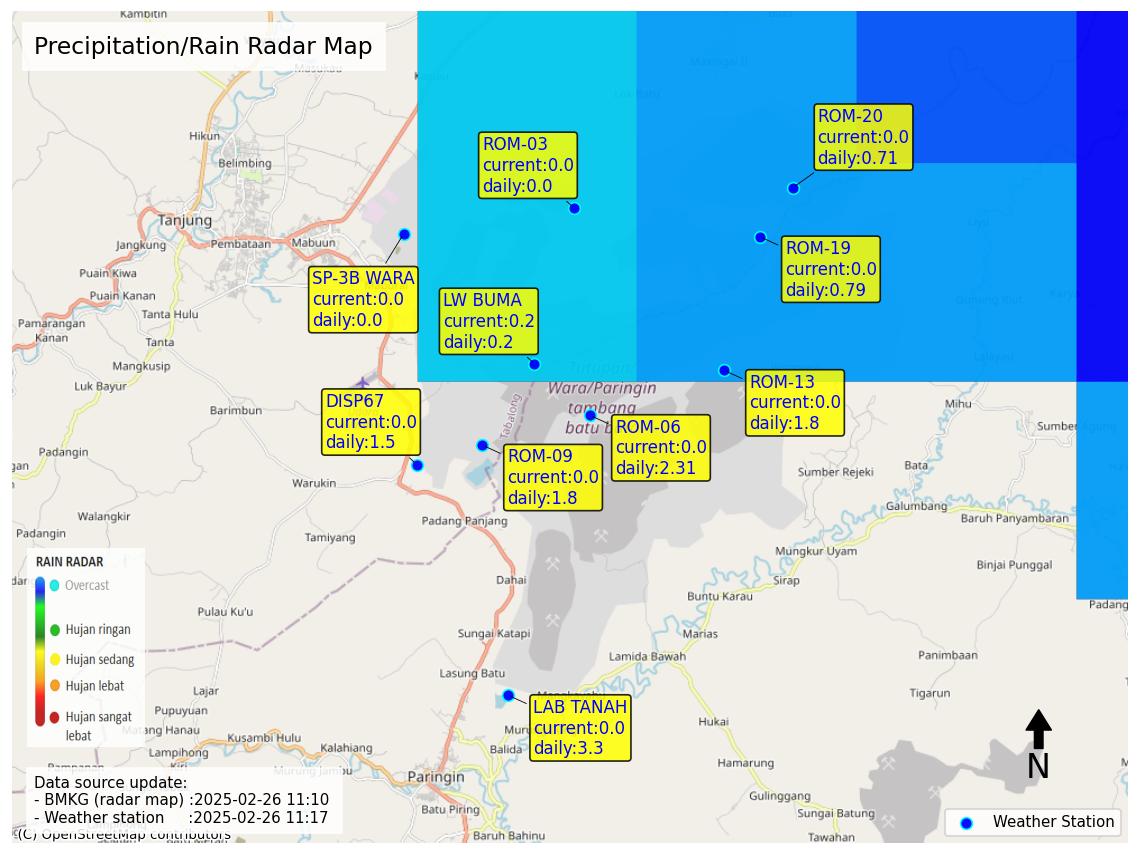 Kambitin
Precipitation/Rain Radar Map
Masukau
Kapuu
Maningai II
Lok Batu
Hikun
Belimbing
ROM-03
current:0.0
daily:0.0
ROM-20
current:0.0
daily:0.71
Tanjung
Jangkung
Pembataan
Mabuun
Liyu
ROM-19
current:0.0
daily:0.79
Puain Kiwa
Puain Kanan
SP-3B WARA
current:0.0
daily:0.0
LW BUMA
current:0.2
daily:0.2
Gunung Riut
Tanta Hulu
Pamarangan
Kanan
Tanta
Mangkusip
Lalayau
Luk Bayur
Tutupan
Wara/Paringin
tambang
Tabalong
ROM-13
current:0.0
daily:1.8
DISP67
current:0.0
daily:1.5
Barimbun
Mihu
ROM-06
current:0.0
daily:2.31
Sumber Agung
Padangin
ROM-09
current:0.0
daily:1.8
Sumber Rejeki
Bata
Warukin
Galumbang
Walangkir
Padangin
Padang Panjang
Baruh Panyambaran
Tamiyang
Mungkur Uyam
Binjai Punggal
RAIN RADAR
Overcast
Hujan ringan
Hujan sedang
Hujan lebat
Hujan sangat
lebat
Dahai
Sirap
Buntu Karau
Padang
Pulau Ku'u
Sungai Katapi
Marias
Lamida Bawah
Panimbaan
Lasung Batu
Lajar
Tigarun
Pupuyuan
Matang Hanau
LAB TANAH
current:0.0
daily:3.3
Hukai
Kusambi Hulu
Kalahiang
Lampihong
Balida
Murung Jambu
Hamarung
Paringin
N
Data source update:
- BMKG (radar map) :2025-02-26 11:10
- Weather station :2025-02-26 11:17
Gulinggang
Batu Piring
Sungai Batung
Weather Station
(C) OpenStreetMap contributors
Baruh Bahinu
Tawahan